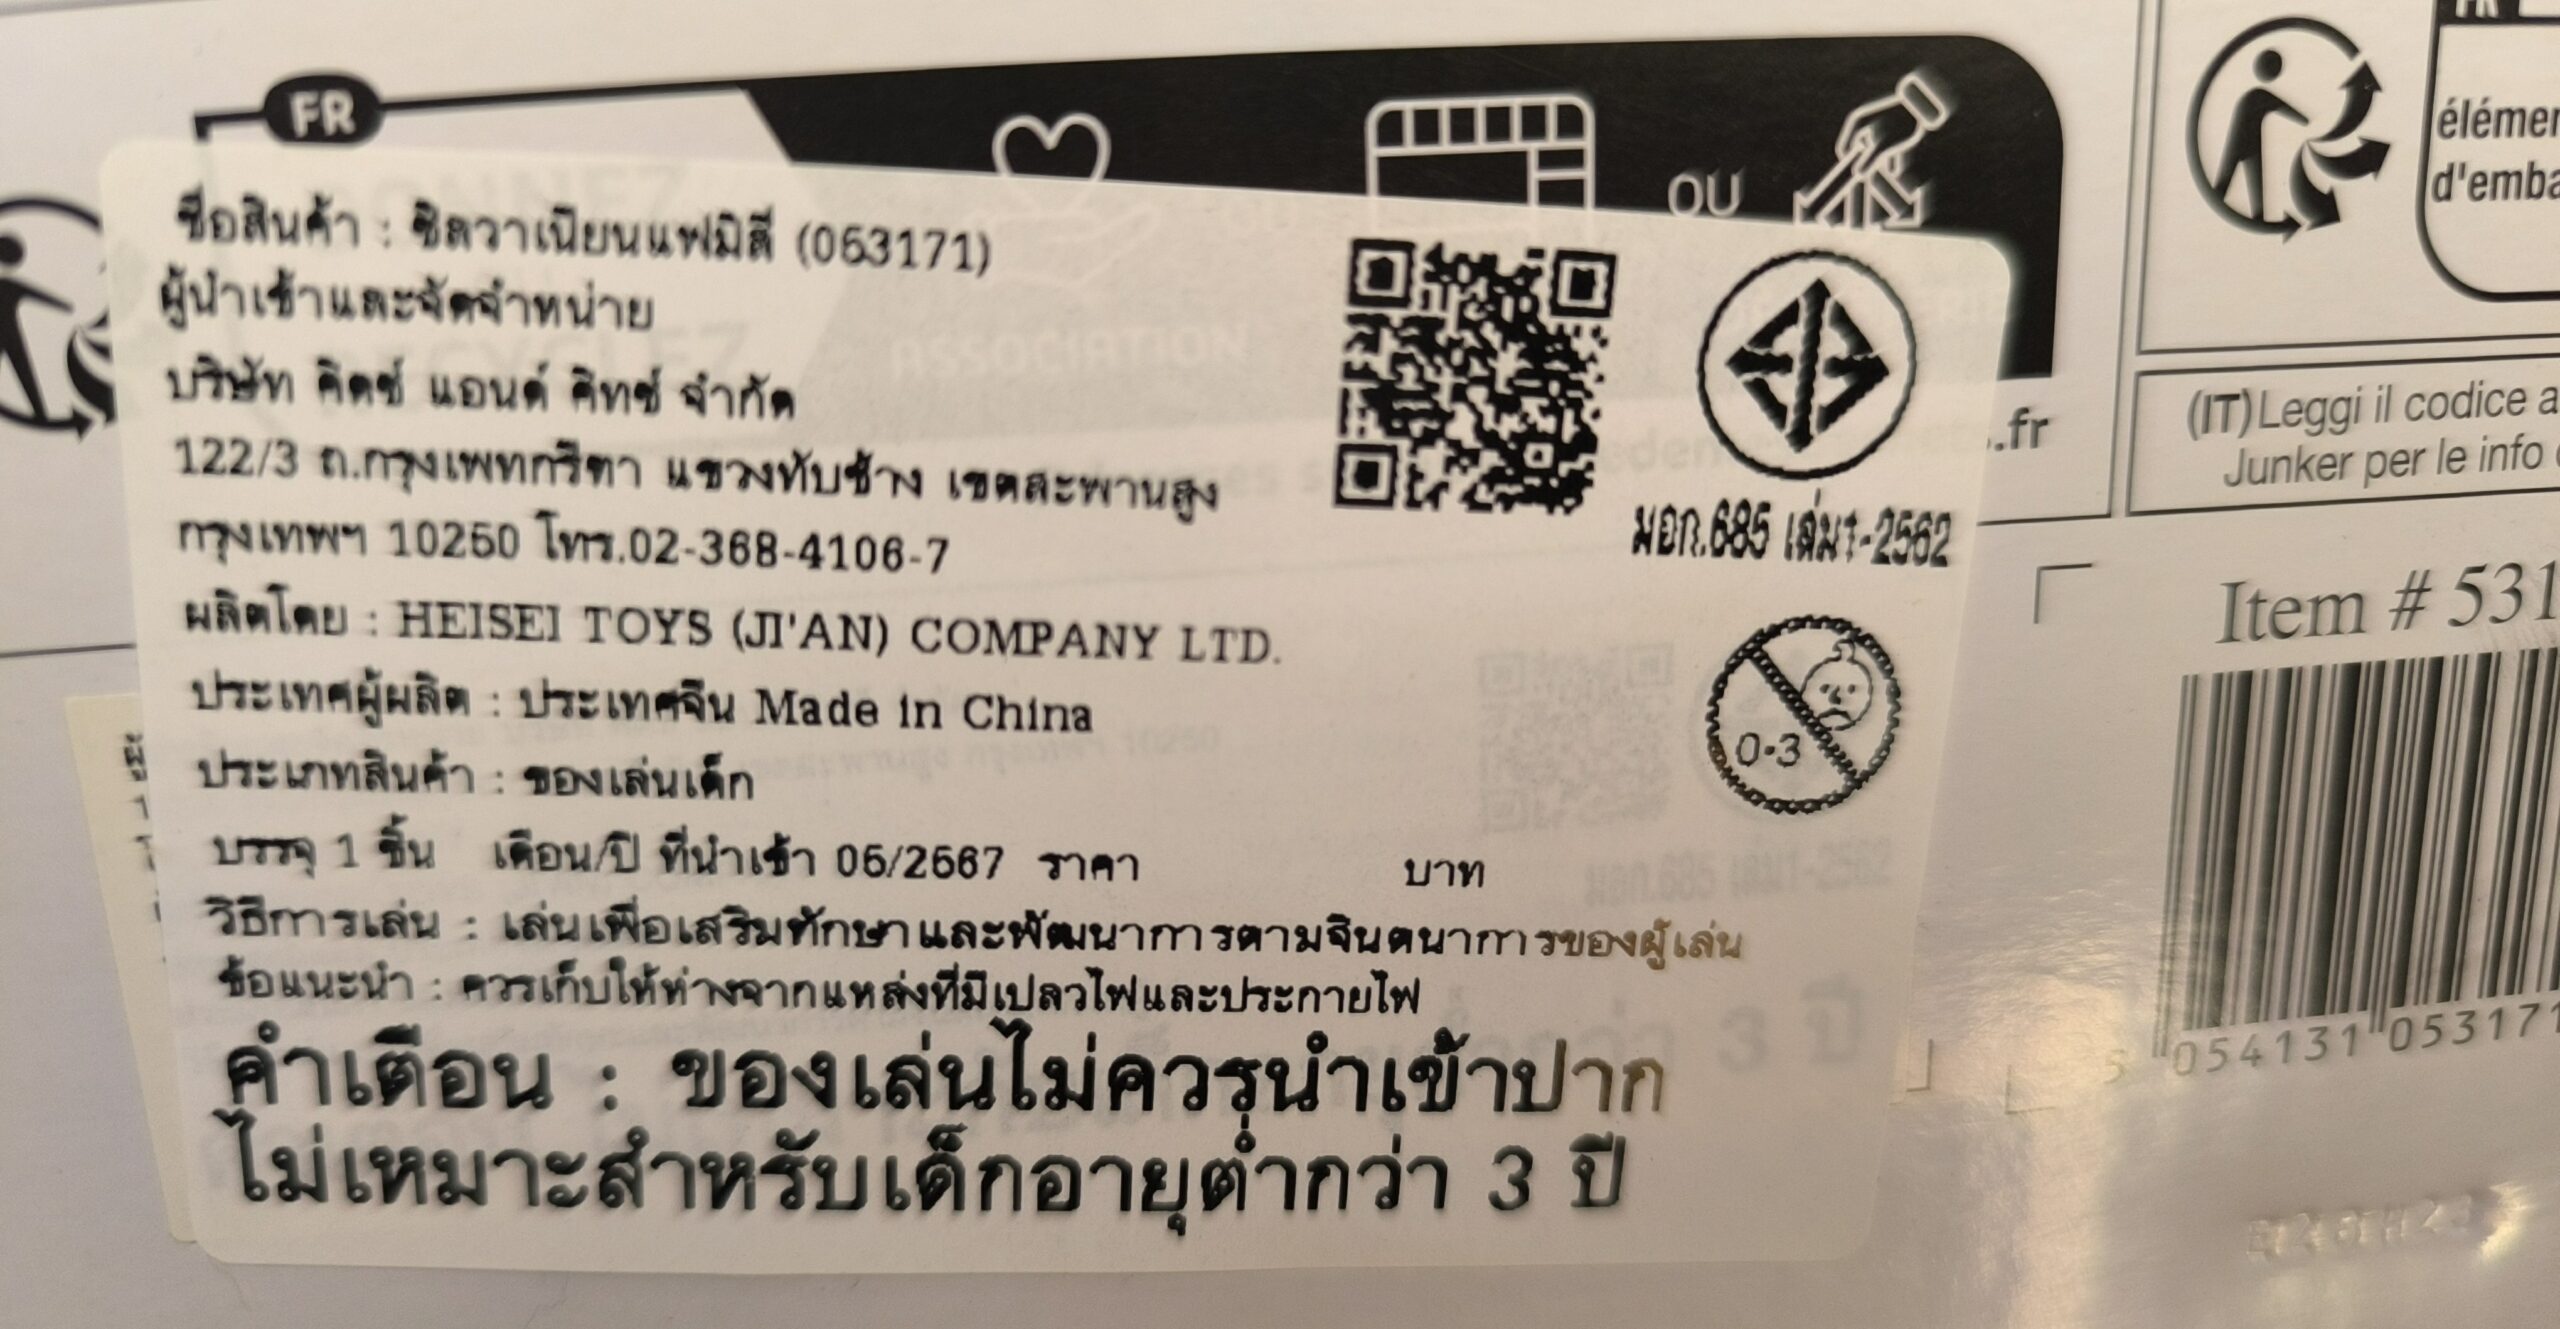 FR
OU
ชื่อสินค้า : ซิลวาเนียนแฟมิลี (053171)
ผู้นำเข้าและจัดจำหน่าย
บริษัท คิดซ์ แอนด์ คิทซ์ จำกัด
122/3 ถ.กรุงเทพกรีฑา แขวงทับช้าง เขตสะพานสูง
กรุงเทพฯ 10250 โทร.02-368-4106-7
ผลิตโดย : HEISEI TOYS (JI'AN) COMPANY LTD.
ประเทศผู้ผลิต : ประเทศจีน Made in China
ประเภทสินค้า : ของเล่นเด็ก
บรรจุ 1 ชิ้น เดือน/ปี ที่นำเข้า 05/2567 ราคา บาท
วิธีการเล่น : เล่นเพื่อเสริมทักษาและพัฒนาการตามจินตนาการของผู้เล่น
ข้อแนะนำ : ควรเก็บให้ห่างจากแหล่งที่มีเปลวไฟและประกายไฟ
คำเตือน : ของเล่นไม่ควรนำเข้าปาก
ไม่เหมาะสำหรับเด็กอายุต่ำกว่า 3 ปี
มอก.685 เล่ม1-2562
0-3
ASSOCIATION
.fr
FR
élémen
d'emba
(IT)Leggi il codice a
Junker per le info
Item # 531
5 054131 053171